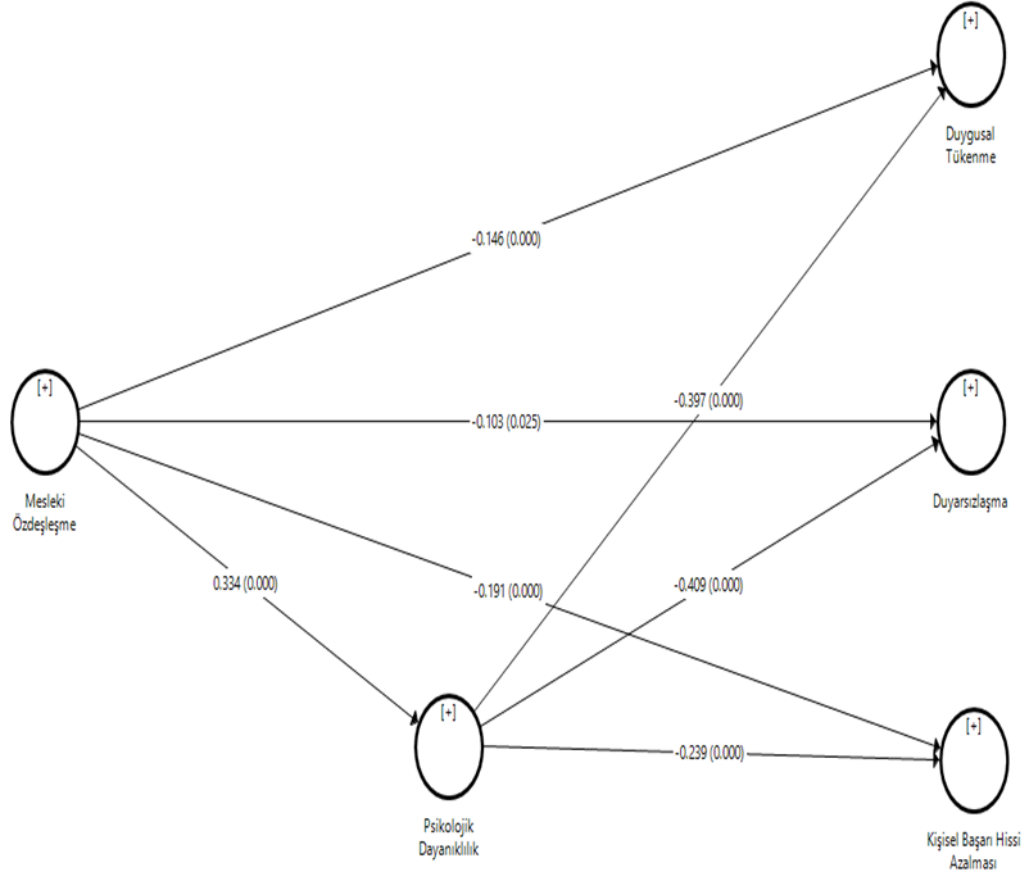 [+]
Duygusal
Tükenme
-0.146 (0.000)
[+]
Mesleki
Özdeşleşme
-0.397 (0.000)
-0.103 (0.025)
[+]
Duyarsızlaşma
0.334 (0.000)
-0.191 (0.000)
-0.409 (0.000)
[+]
Psikolojik
Dayanıklılık
-0.239 (0.000)
[+]
Kişisel Başarı Hissi
Azalması